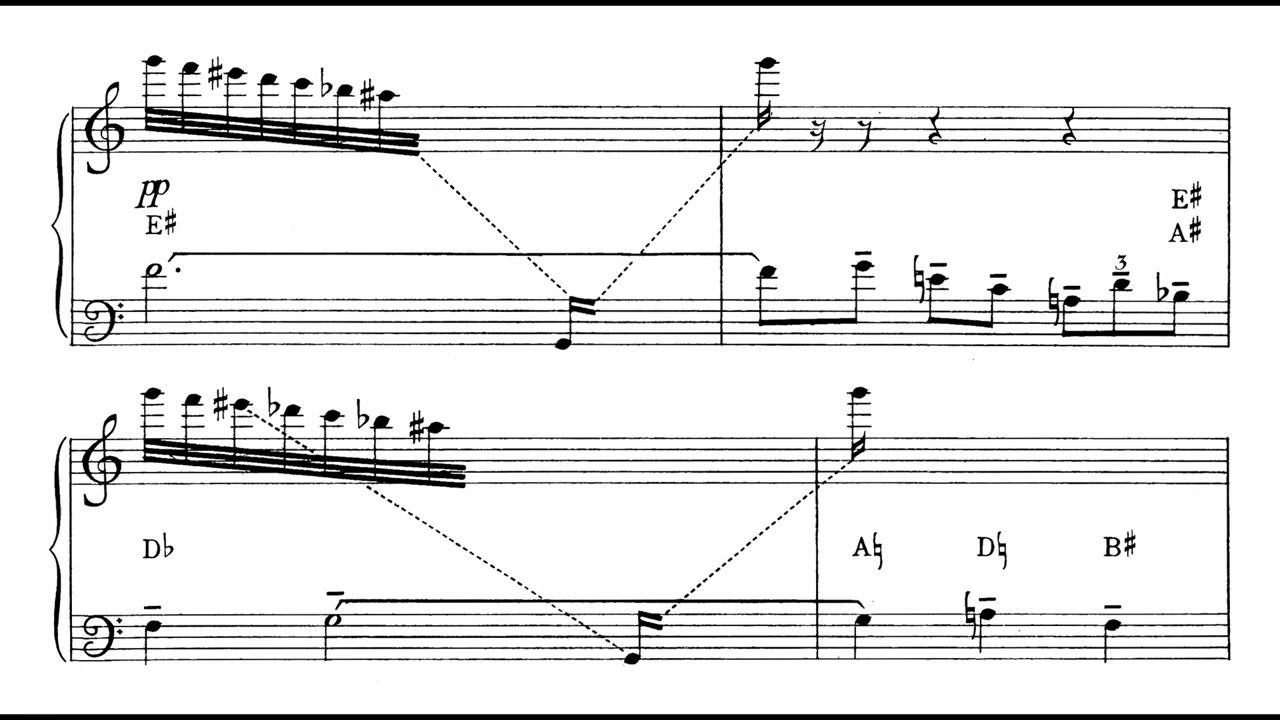 pp
E♯
E♯
A♯
3
D♭
A♮ D♮ B♯